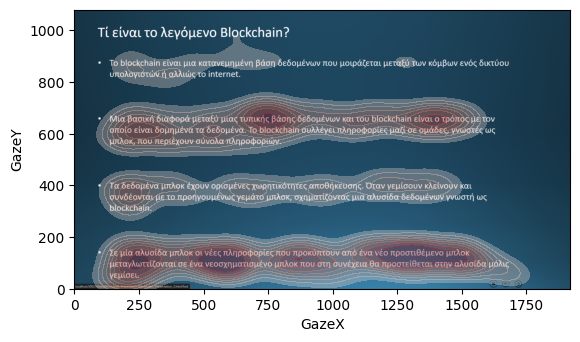 1000
800
600
400
200
0
GazeY
Τί είναι το λεγόμενο Blockchain?
• Το blockchain είναι μια κατανεμημένη βάση δεδομένων που μοιράζεται μεταξύ των κόμβων ενός δικτύου
υπολογιστών ή αλλιώς το internet.
• Μια βασική διαφορά μεταξύ μιας τυπικής βάσης δεδομένων και του blockchain είναι ο τρόπος με τον
οποίο είναι δομημένα τα δεδομένα. Το blockchain συλλέγει πληροφορίες μαζί σε ομάδες, γνωστές ως
μπλοκ, που περιέχουν σύνολα πληροφοριών.
• Τα δεδομένα μπλοκ έχουν ορισμένες χωρητικότητες αποθήκευσης. Όταν γεμίσουν κλείνουν και
συνδέονται με το προηγουμένως γεμάτο μπλοκ, σχηματίζοντας μια αλυσίδα δεδομένων γνωστή ως
blockchain.
• Σε μία αλυσίδα μπλοκ οι νέες πληροφορίες που προκύπτουν από ένα νέο προστιθέμενο μπλοκ
μεταγλωττίζονται σε ένα νεοσχηματισμένο μπλοκ που στη συνέχεια θα προστίθεται στην αλυσίδα μόλις
γεμίσει.
0 250 500 750 1000 1250 1500 1750
GazeX